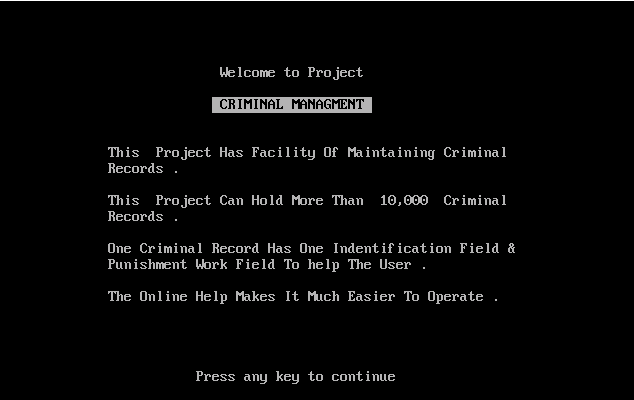 Welcome to Project
CRIMINAL MANAGMENT
This  Project Has Facility Of Maintaining Criminal
Records .
This  Project Can Hold More Than  10,000  Criminal
Records .
One Criminal Record Has One Indentification Field &
Punishment Work Field To help The User .
The Online Help Makes It Much Easier To Operate .
Press any key to continue